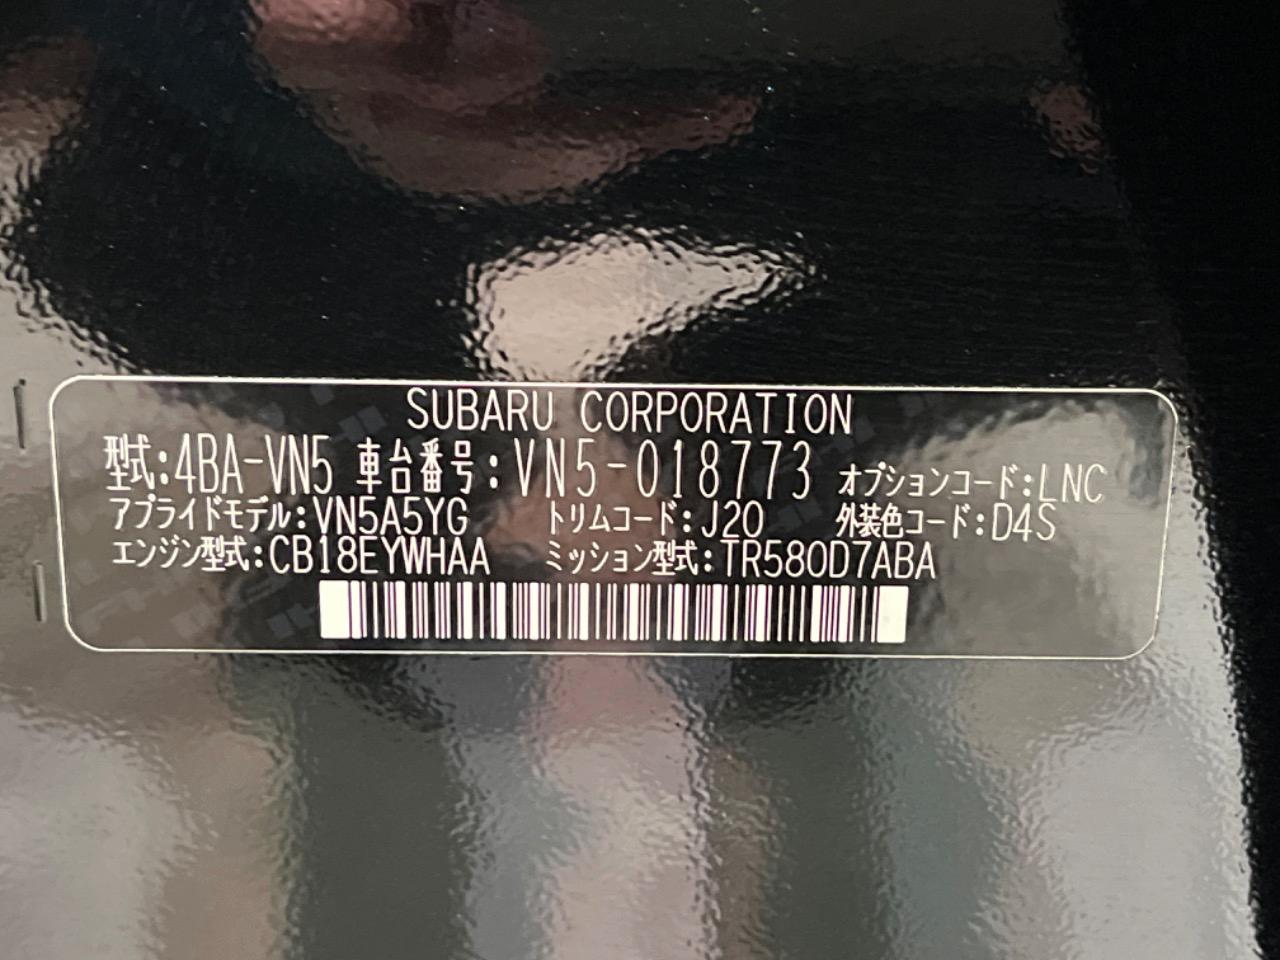 SUBARU CORPORATION
型式:4BA-VN5 車台番号:VN5-018773 オプションコード:LNC
アプライドモデル:VN5A5YG トリムコード:J20 外装色コード:D4S
エンジン型式:CB18EYWHAA ミッション型式:TR580D7ABA